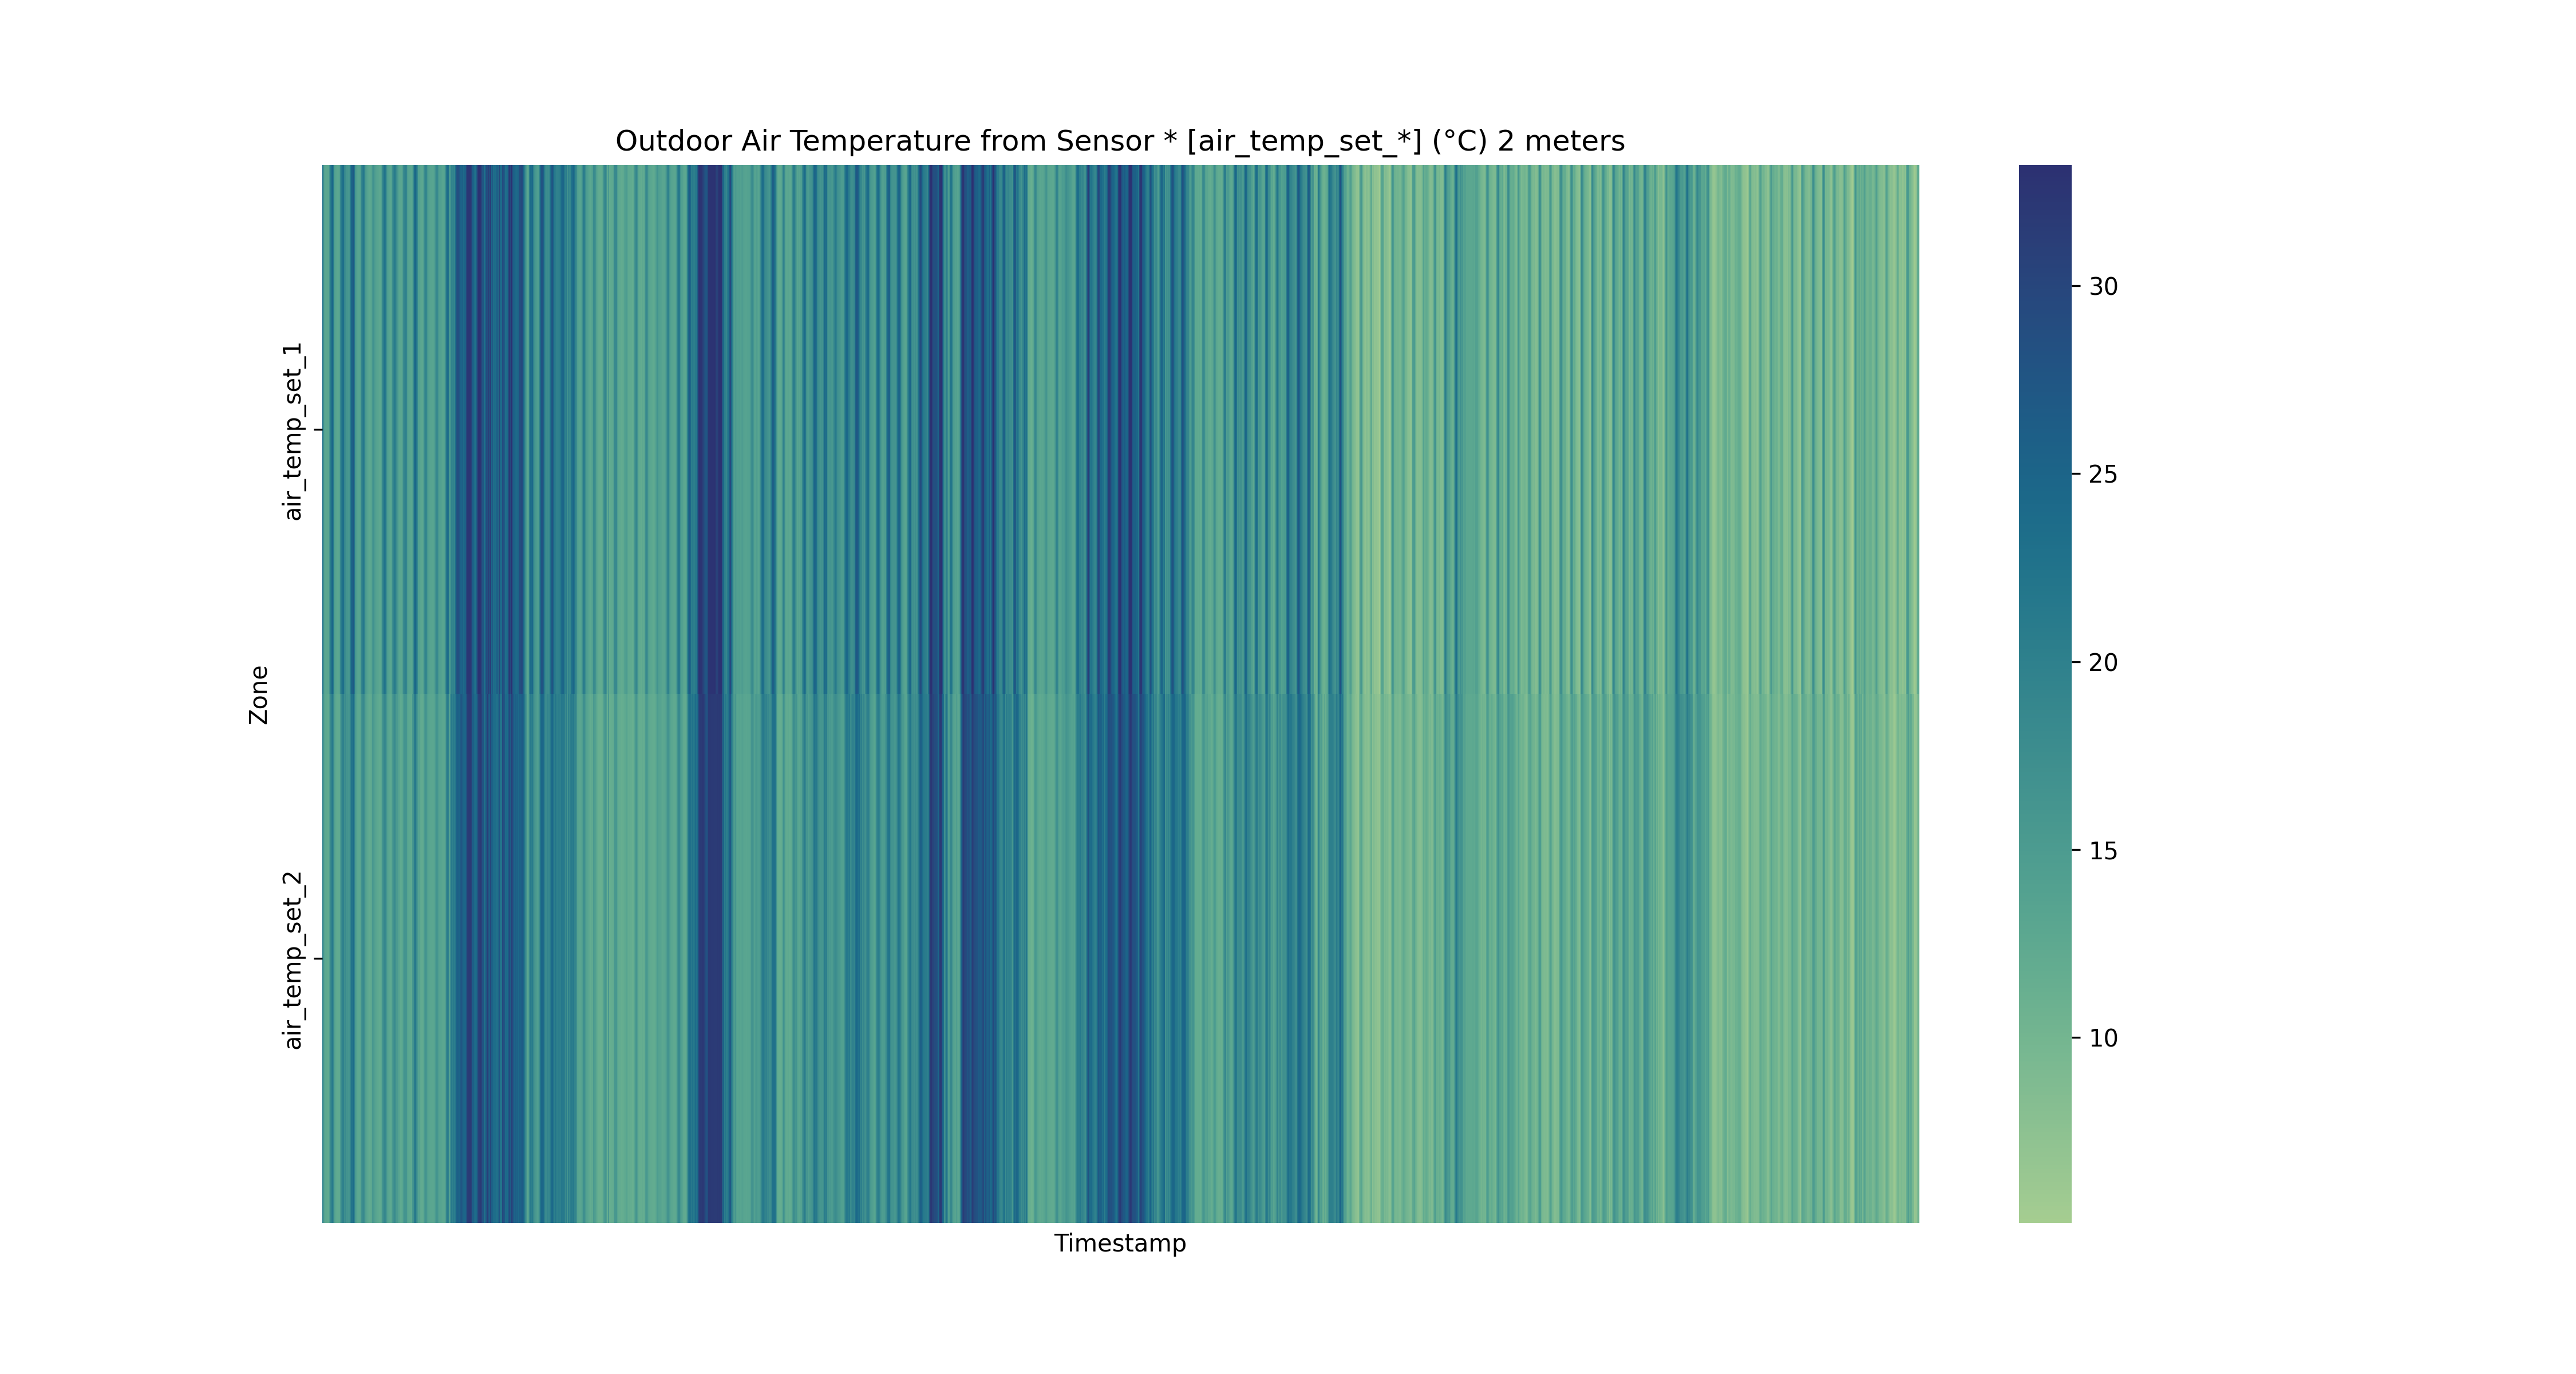 Outdoor Air Temperature from Sensor * [air_temp_set_*] (°C) 2 meters
Zone
air_temp_set_1
air_temp_set_2
Timestamp
30
25
20
15
10